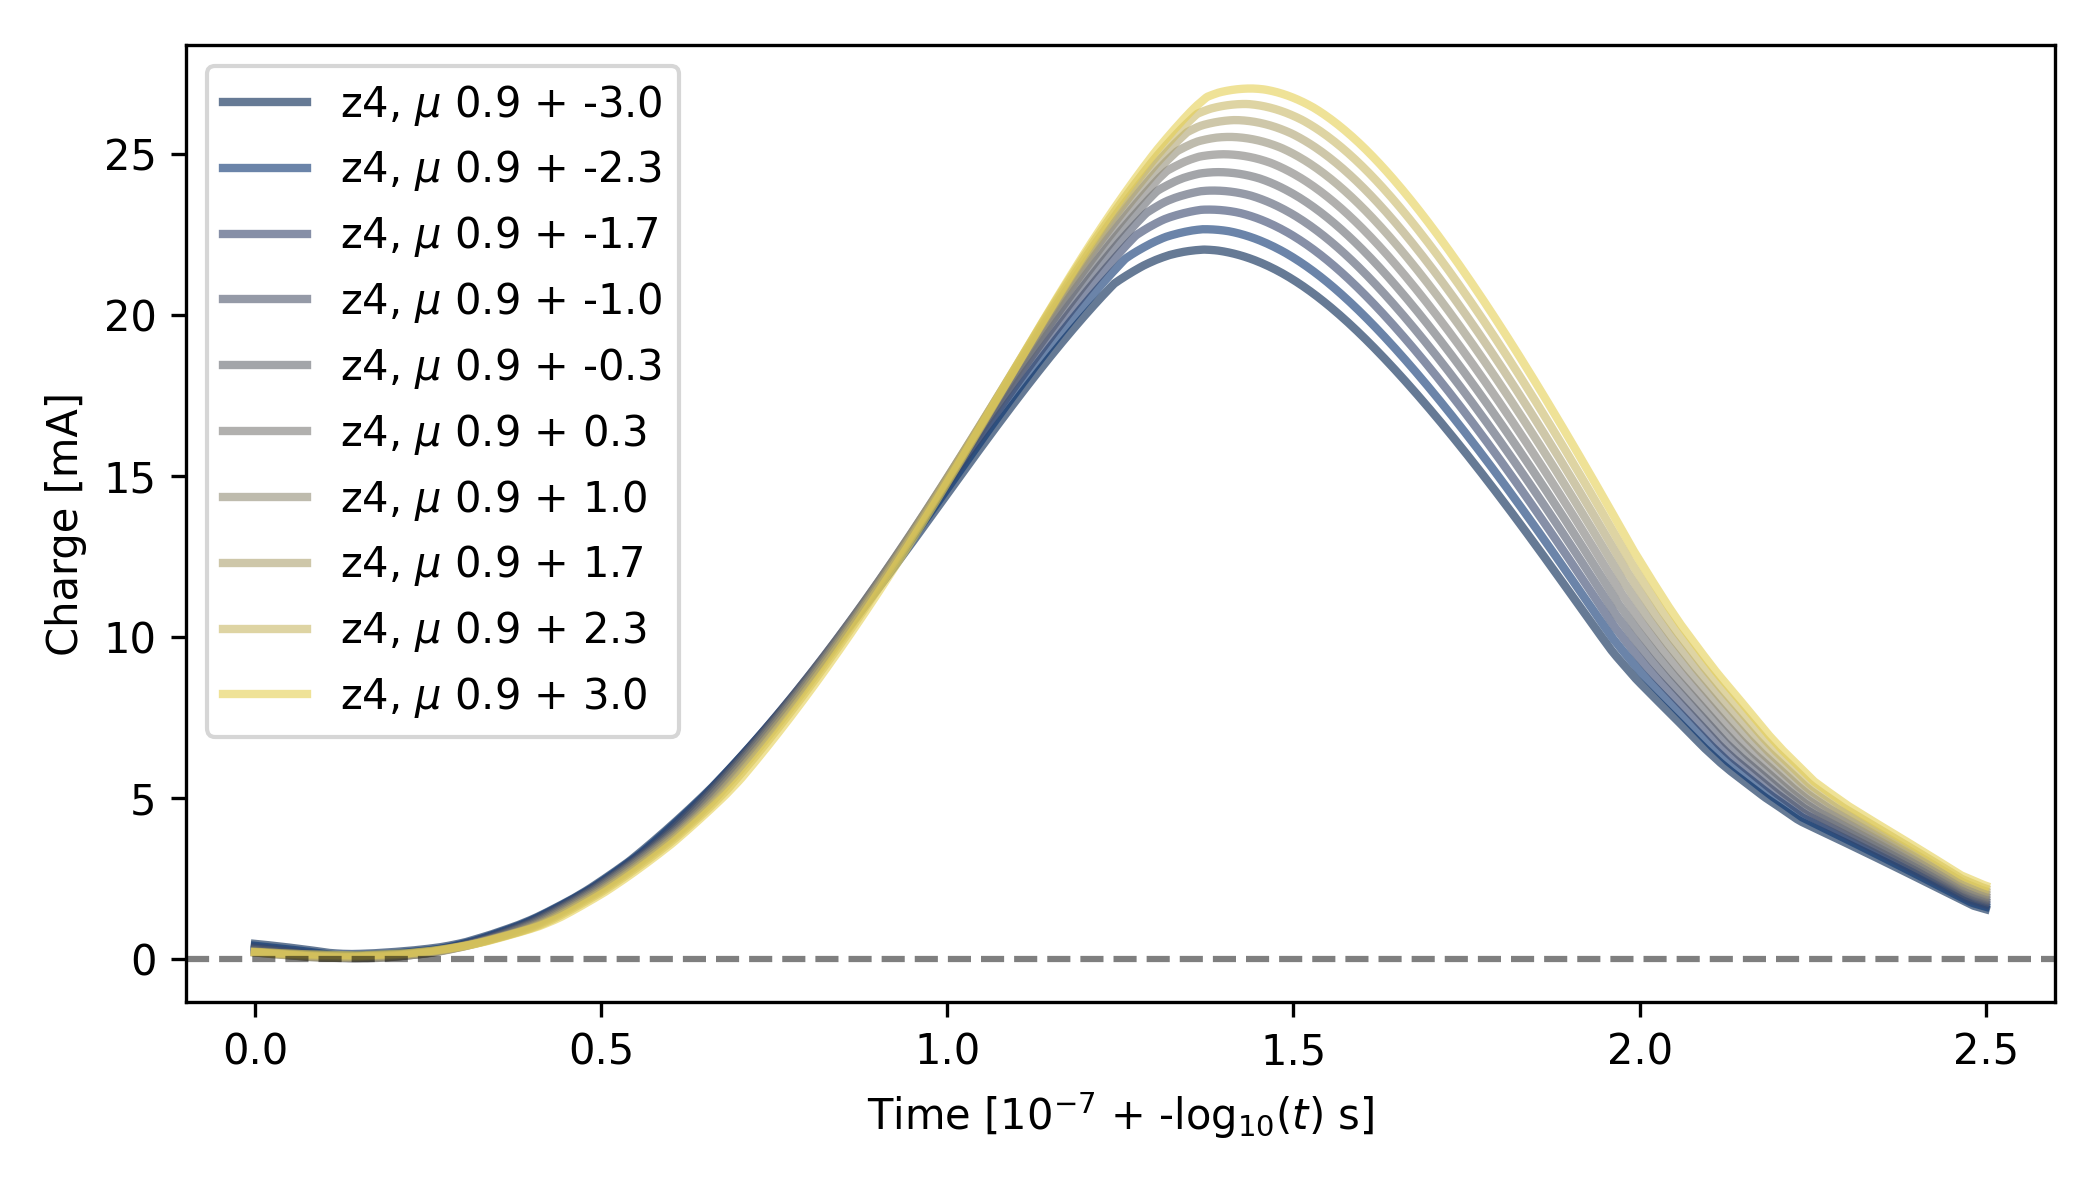 z4, μ 0.9 + -3.0
z4, μ 0.9 + -2.3
z4, μ 0.9 + -1.7
z4, μ 0.9 + -1.0
z4, μ 0.9 + -0.3
z4, μ 0.9 + 0.3
z4, μ 0.9 + 1.0
z4, μ 0.9 + 1.7
z4, μ 0.9 + 2.3
z4, μ 0.9 + 3.0
Charge [mA]
25
20
15
10
5
0
0.0 0.5 1.0 1.5 2.0 2.5
Time [10⁻⁷ + -log₁₀(t) s]